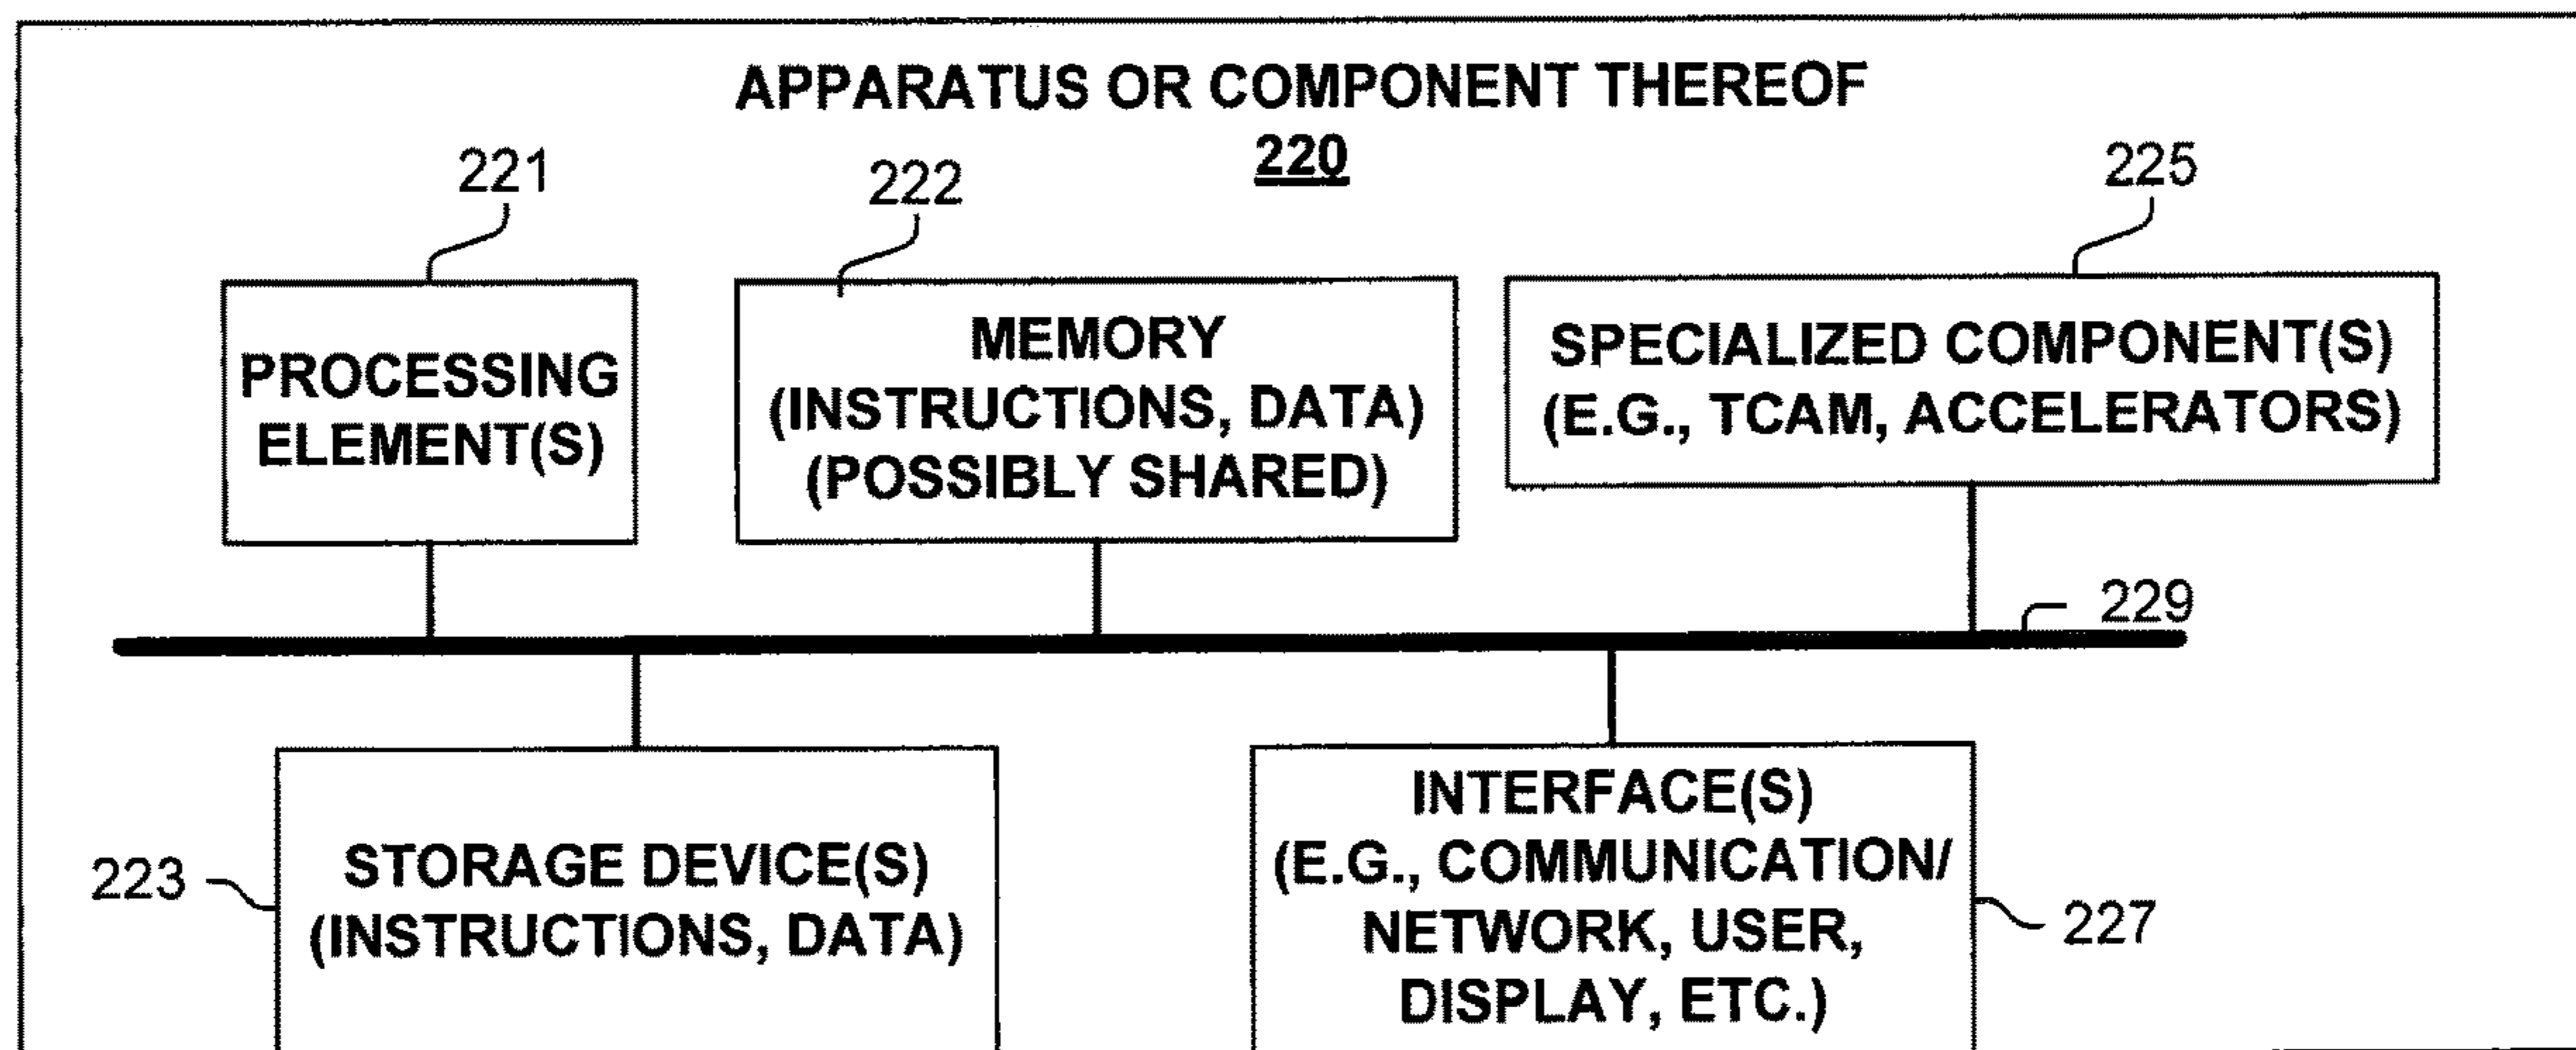 APPARATUS OR COMPONENT THEREOF
220
221
222
225
PROCESSING
ELEMENT(S)
MEMORY
(INSTRUCTIONS, DATA)
(POSSIBLY SHARED)
SPECIALIZED COMPONENT(S)
(E.G., TCAM, ACCELERATORS)
229
223
STORAGE DEVICE(S)
(INSTRUCTIONS, DATA)
INTERFACE(S)
(E.G., COMMUNICATION/
NETWORK, USER,
DISPLAY, ETC.)
227